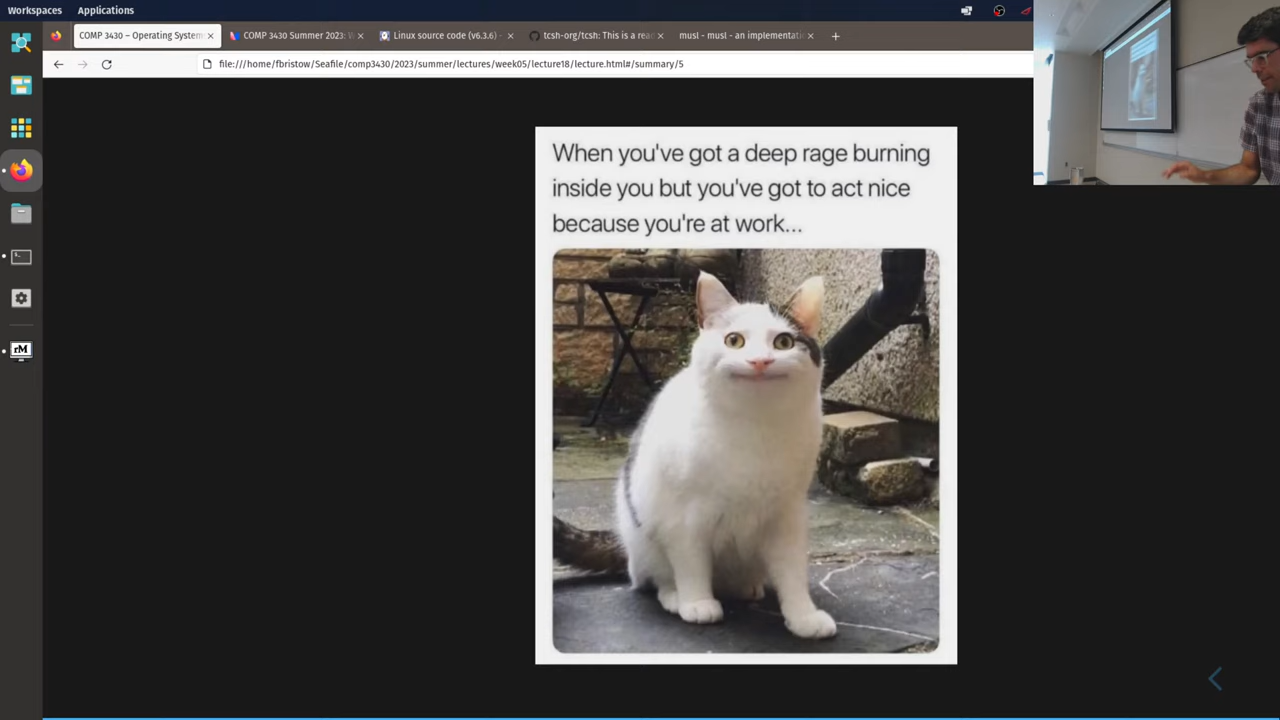 Workspaces Applications
COMP 3430 – Operating System
COMP 3430 Summer 2023:
Linux source code (v6.3.6) –
tcsh-org/tcsh: This is a rea
musl - musl - an implementat
file:///home/fbristow/Seafile/comp3430/2023/summer/lectures/week05/lecture18/lecture.html#/summary/5
When you've got a deep rage burning
inside you but you've got to act nice
because you're at work...
rM